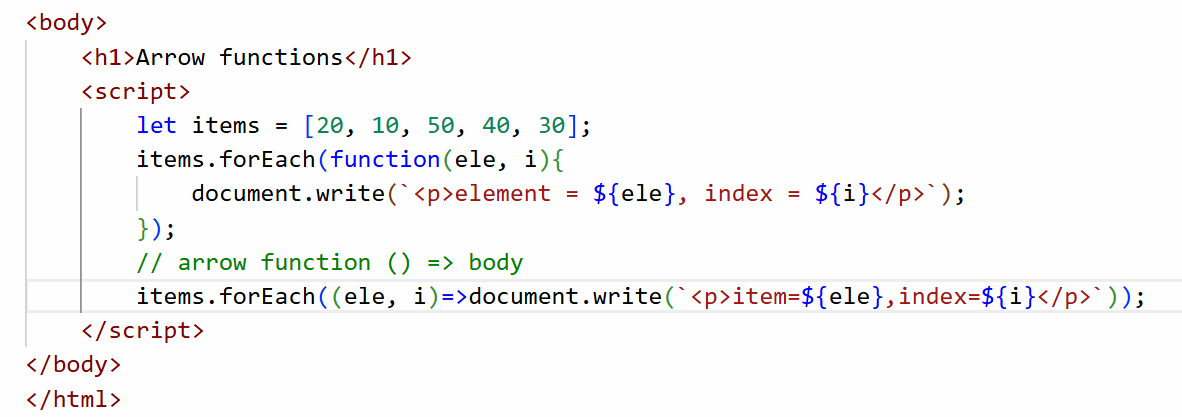 <body>
    <h1>Arrow functions</h1>
    <script>
        let items = [20, 10, 50, 40, 30];
        items.forEach(function(ele, i){
            document.write(`<p>element = ${ele}, index = ${i}</p>`);
        });
        // arrow function () => body
        items.forEach((ele, i)=>document.write(`<p>item=${ele},index=${i}</p>`));
    </script>
</body>
</html>